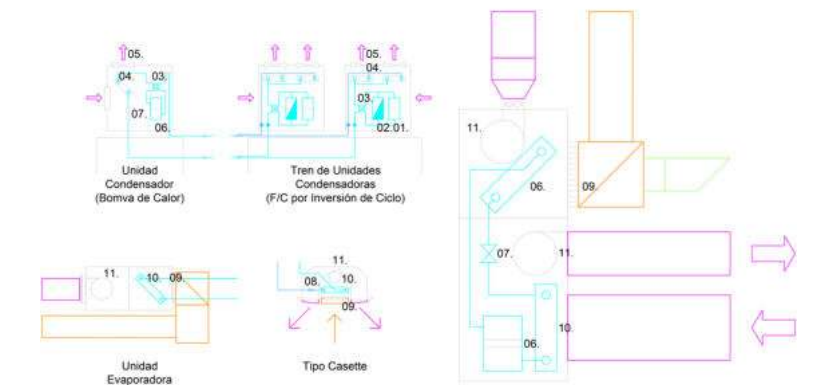 05.
04. 03.
07.
06.
05.
04.
03.
02.01.
Unidad
Condensador
(Bomva de Calor)
Tren de Unidades
Condensadoras
(F/C por Inversión de Ciclo)
11.
06.
09.
07.
11.
06.
10.
11.
10. 09.
Unidad
Evaporadora
11.
10.
08.
09.
Tipo Casette